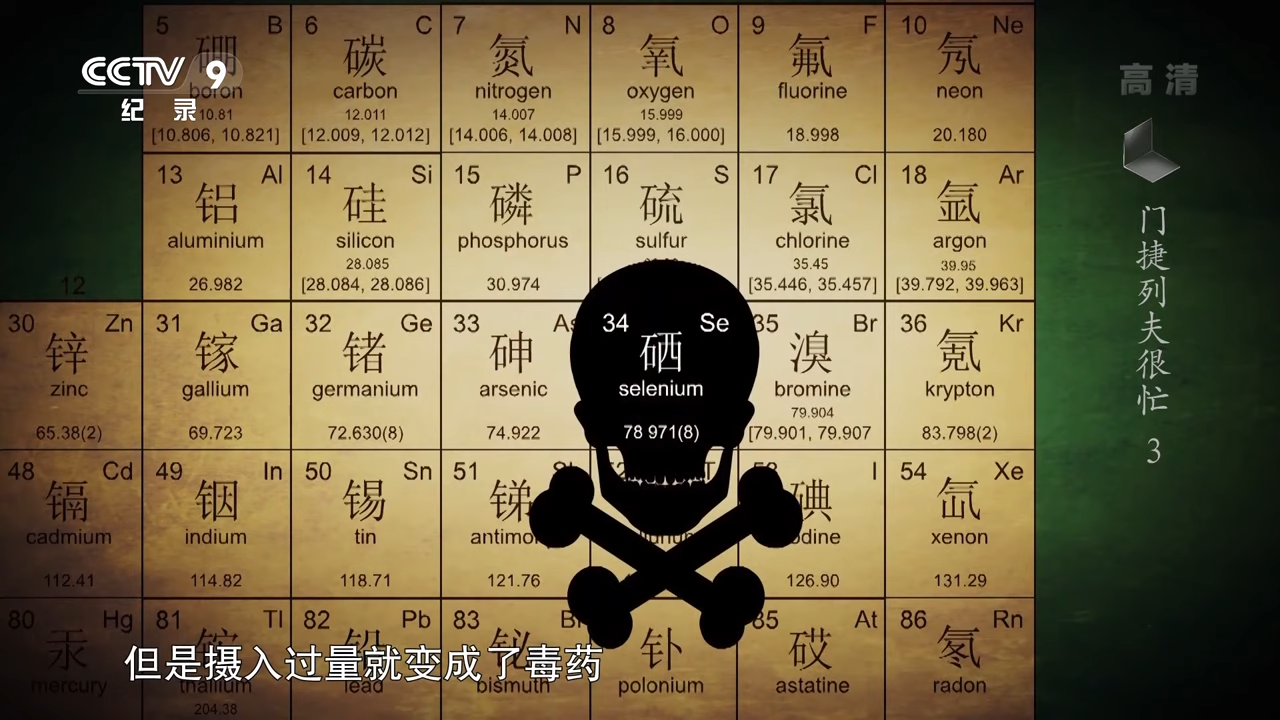 CCTV 9
纪录
高清
门捷列夫很忙 3
5 B 6 C 7 N 8 O 9 F 10 Ne
硼 碳 氮 氧 氟 氖
boron carbon nitrogen oxygen fluorine neon
10.81 12.011 14.007 15.999
[10.806, 10.821] [12.009, 12.012] [14.006, 14.008] [15.999, 16.000] 18.998 20.180
13 Al 14 Si 15 P 16 S 17 Cl 18 Ar
铝 硅 磷 硫 氯 氩
aluminium silicon phosphorus sulfur chlorine argon
28.085 35.45 39.95
12 26.982 [28.084, 28.086] 30.974 [35.446, 35.457] [39.792, 39.963]
30 Zn 31 Ga 32 Ge 33 As 34 Se 35 Br 36 Kr
锌 镓 锗 砷 硒 溴 氪
zinc gallium germanium arsenic selenium bromine krypton
79.904
65.38(2) 69.723 72.630(8) 74.922 78 971(8) [79.901, 79.907 83.798(2)
48 Cd 49 In 50 Sn 51 53 I 54 Xe
镉 铟 锡 锑 碘 氙
cadmium indium tin antimony iodine xenon
112.41 114.82 118.71 121.76 126.90 131.29
80 Hg 81 Tl 82 Pb 83 Bi 85 At 86 Rn
汞 铊 铅 铋 钋 砹 氡
mercury thallium lead bismuth polonium astatine radon
204.38
但是摄入过量就变成了毒药